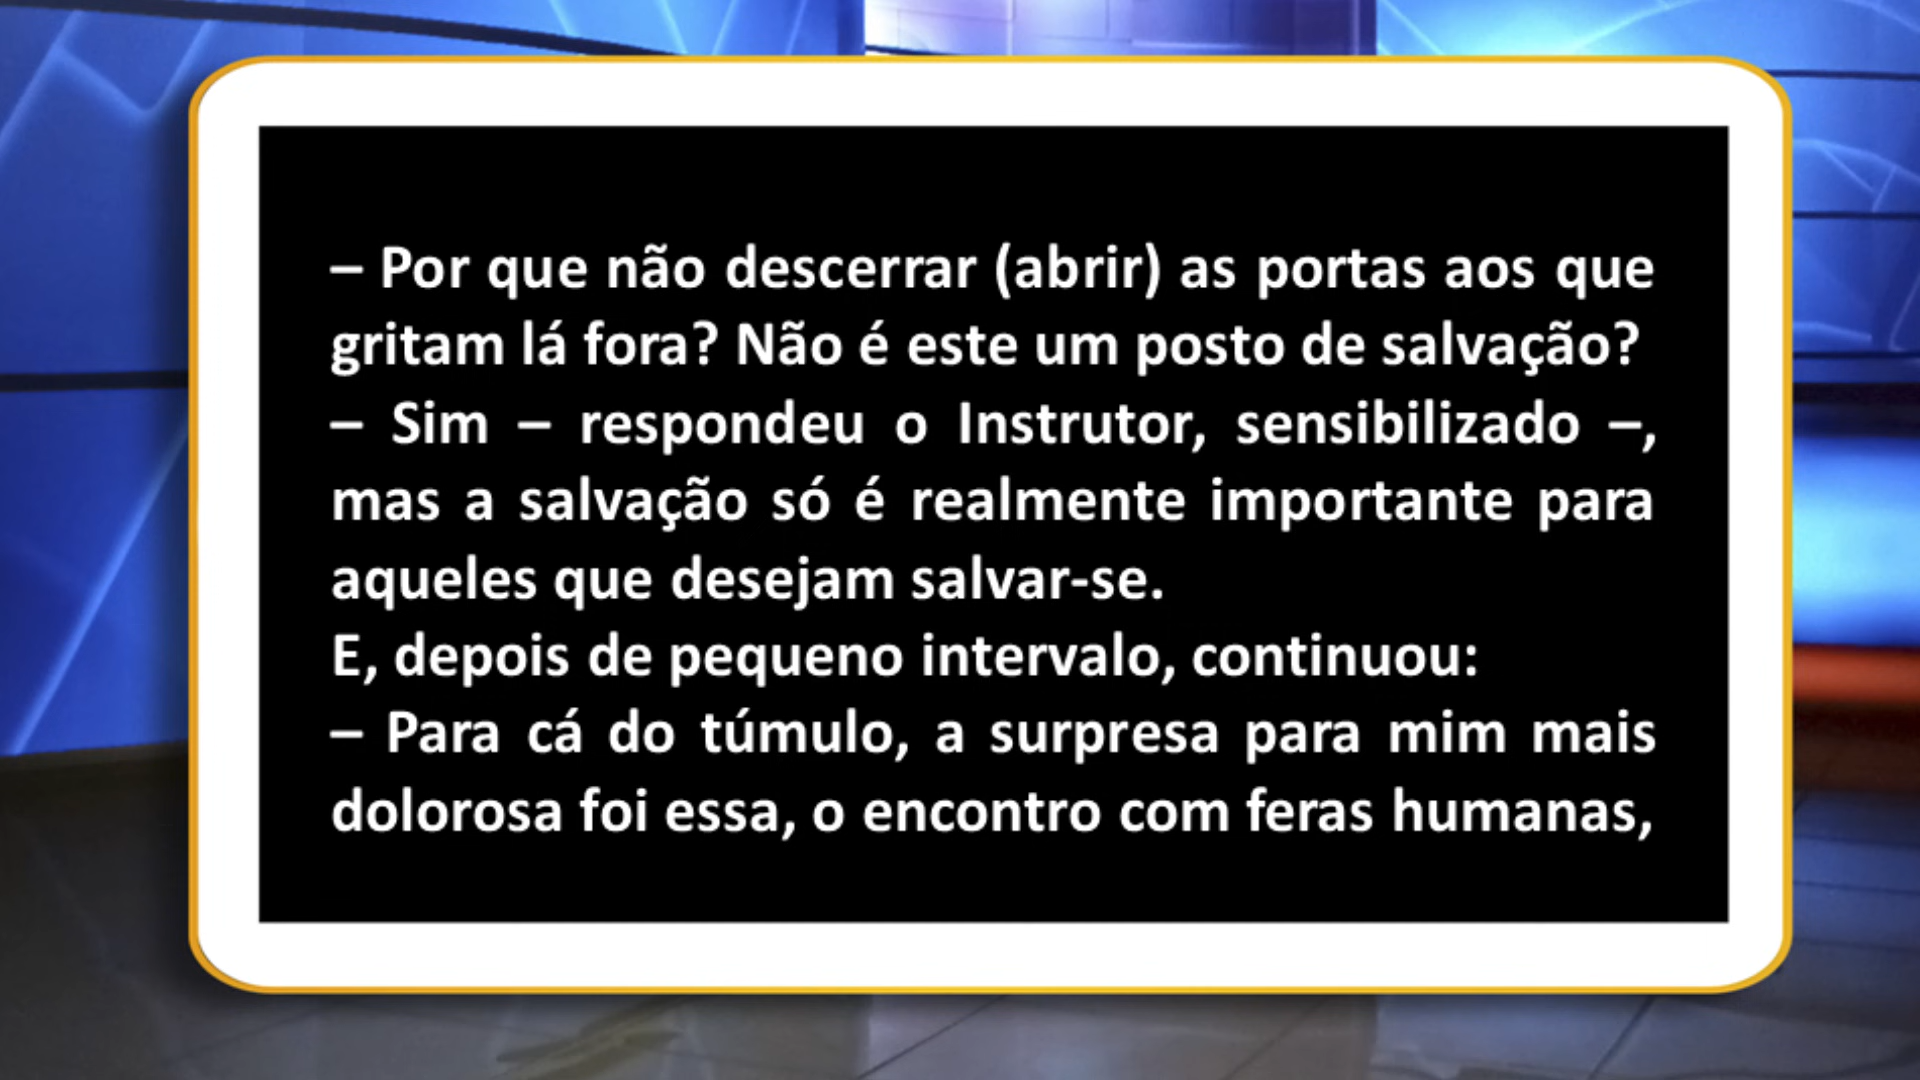 – Por que não descerrar (abrir) as portas aos que
gritam lá fora? Não é este um posto de salvação?
– Sim – respondeu o Instrutor, sensibilizado –,
mas a salvação só é realmente importante para
aqueles que desejam salvar-se.
E, depois de pequeno intervalo, continuou:
– Para cá do túmulo, a surpresa para mim mais
dolorosa foi essa, o encontro com feras humanas,